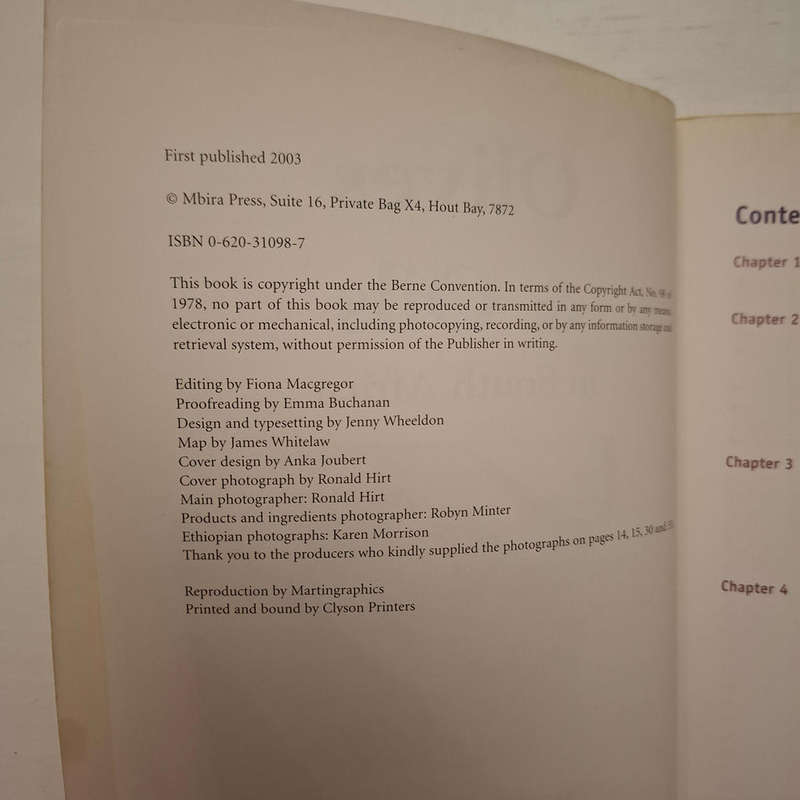 First published 2003
© Mbira Press, Suite 16, Private Bag X4, Hout Bay, 7872
ISBN 0-620-31098-7
This book is copyright under the Berne Convention. In terms of the Copyright Act, No. 98 of
1978, no part of this book may be reproduced or transmitted in any form or by any means,
electronic or mechanical, including photocopying, recording, or by any information storage and
retrieval system, without permission of the Publisher in writing.
Editing by Fiona Macgregor
Proofreading by Emma Buchanan
Design and typesetting by Jenny Wheeldon
Map by James Whitelaw
Cover design by Anka Joubert
Cover photograph by Ronald Hirt
Main photographer: Ronald Hirt
Products and ingredients photographer: Robyn Minter
Ethiopian photographs: Karen Morrison
Thank you to the producers who kindly supplied the photographs on pages 14, 15, 30 and
Reproduction by Martingraphics
Printed and bound by Clyson Printers
Conte
Chapter 1
Chapter 2
Chapter 3
Chapter 4